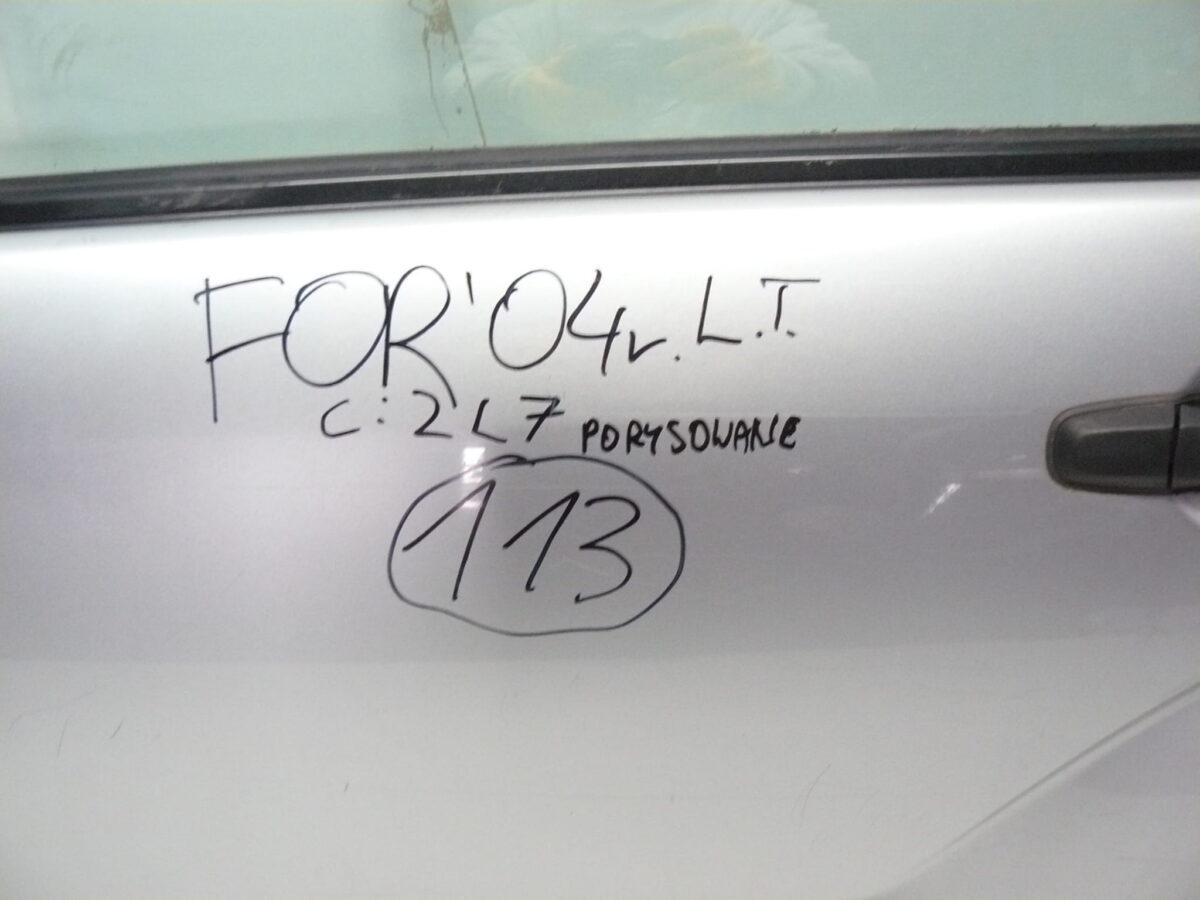 FOR'04r. L.T.
C:2L7 PORYSOWANE
113